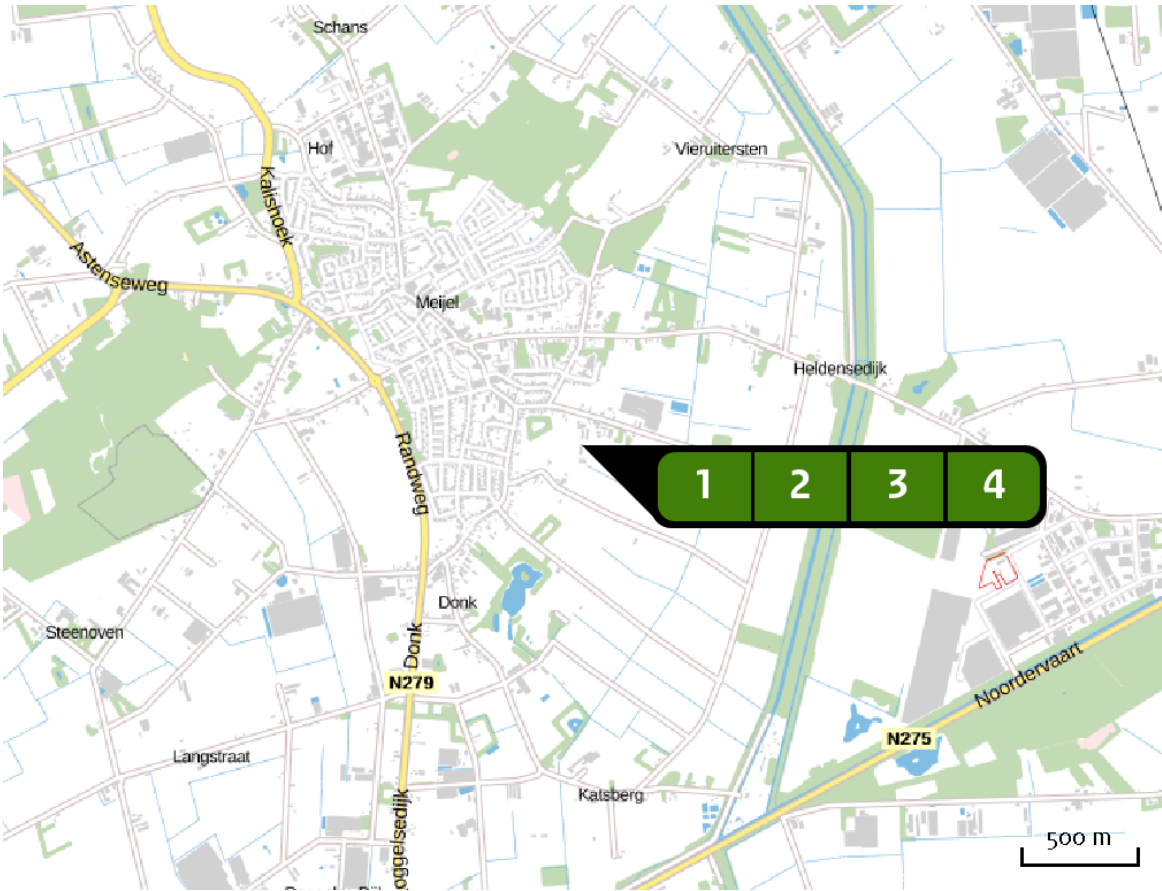 Schans
Hof
Vieruitersten
Kalishoek
Astenseweg
Meijel
Heldensedijk
Randweg
1 2 3 4
Donk
Steenoven
Donk
N279
Noordervaart
N275
Langstraat
Katsberg
500 m